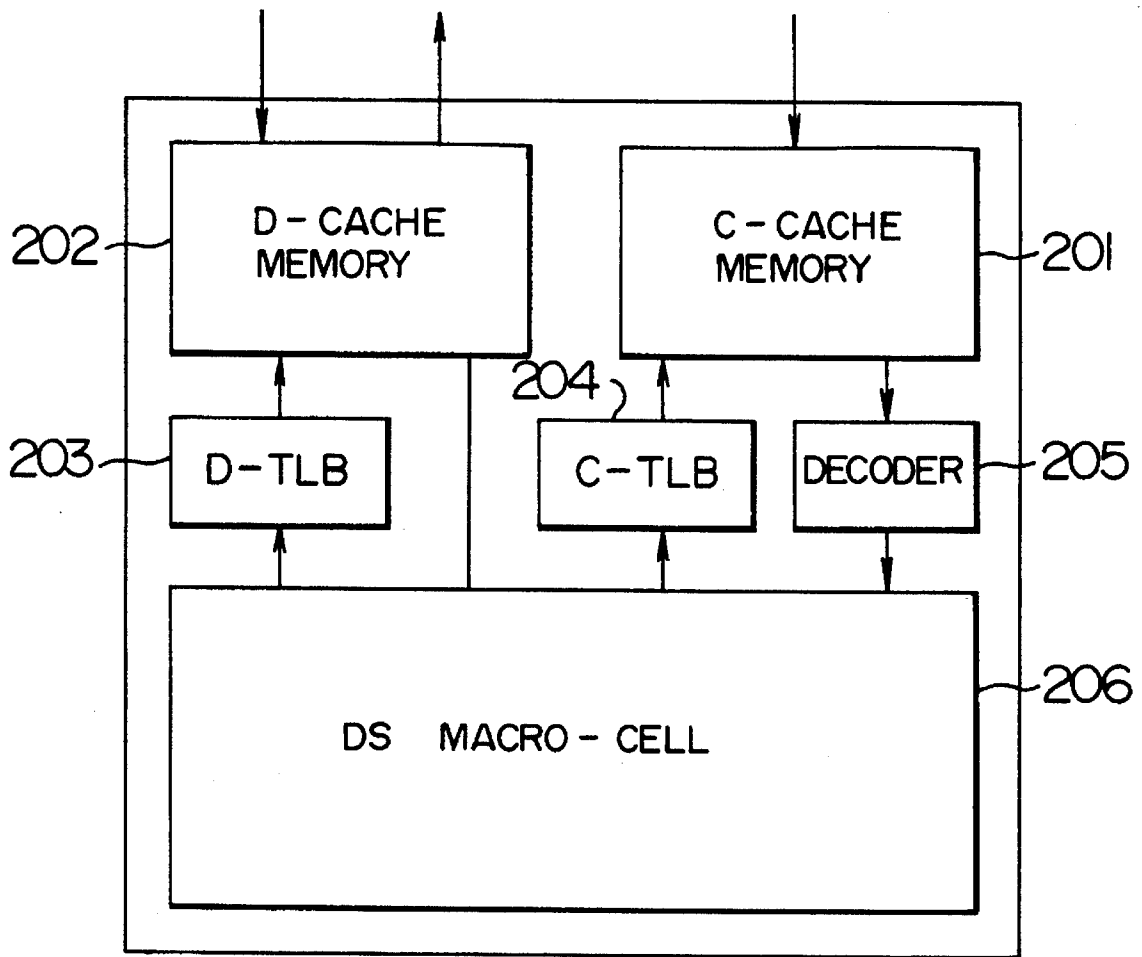 D-CACHE
MEMORY
C-CACHE
MEMORY
202
201
204
203
D-TLB
C-TLB
DECODER
205
206
DS MACRO-CELL